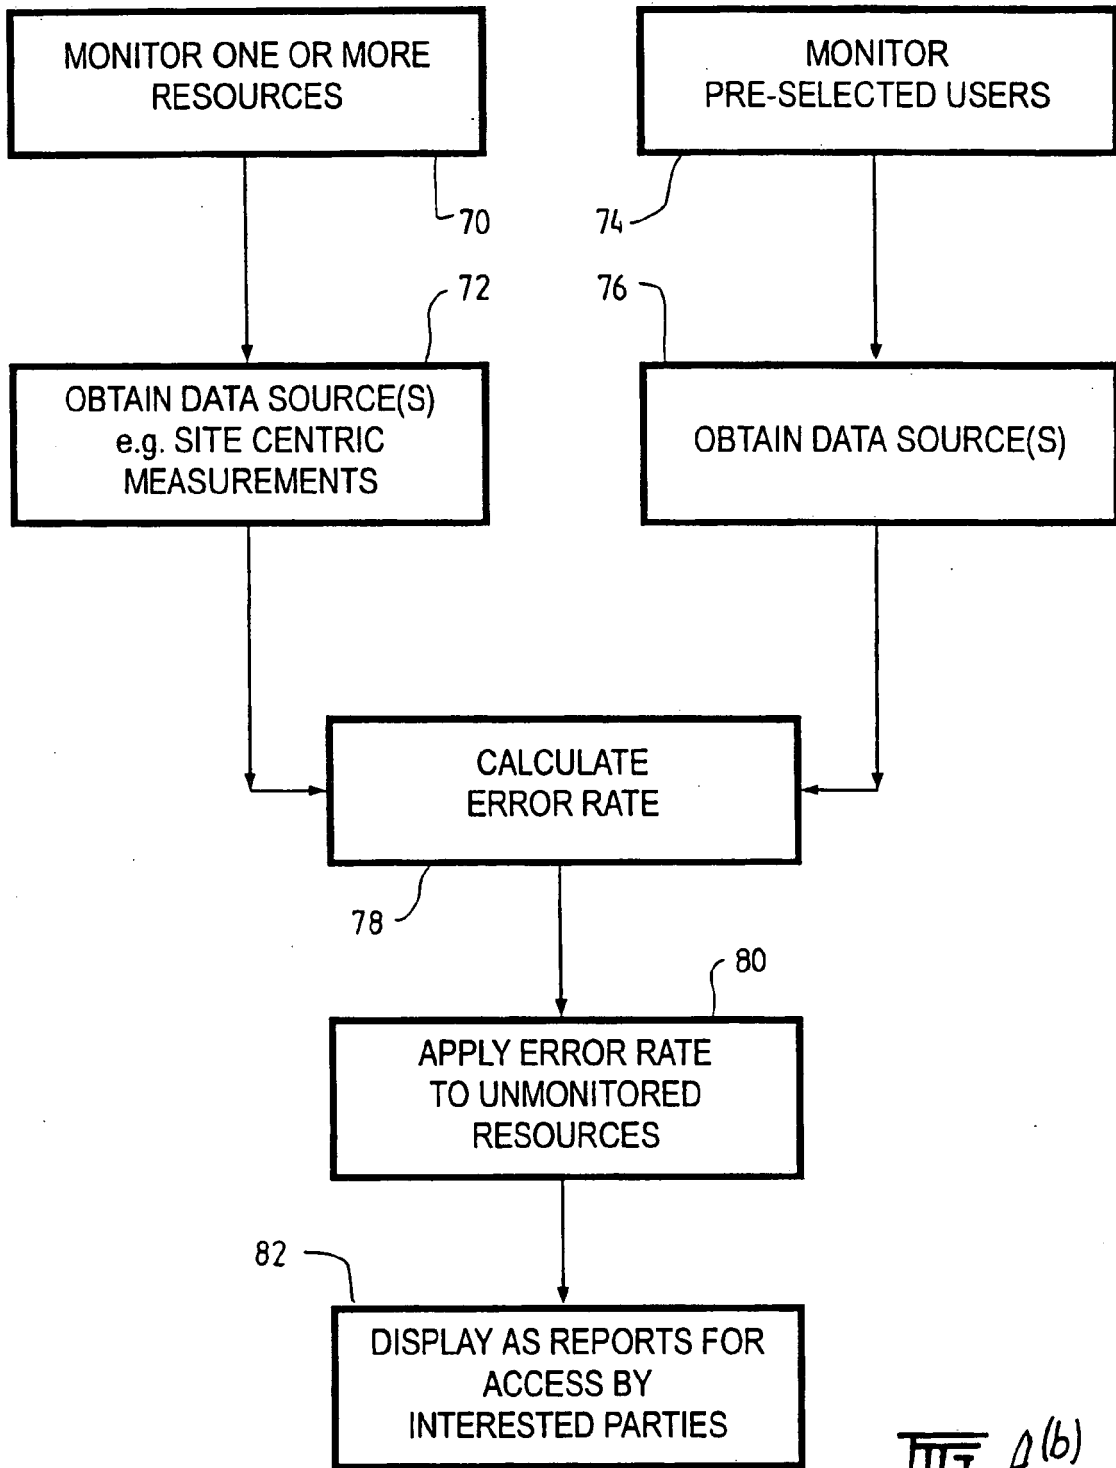 MONITOR ONE OR MORE
RESOURCES
70
MONITOR
PRE-SELECTED USERS
74
72
OBTAIN DATA SOURCE(S)
e.g. SITE CENTRIC
MEASUREMENTS
76
OBTAIN DATA SOURCE(S)
CALCULATE
ERROR RATE
78
80
APPLY ERROR RATE
TO UNMONITORED
RESOURCES
82
DISPLAY AS REPORTS FOR
ACCESS BY
INTERESTED PARTIES
(b)